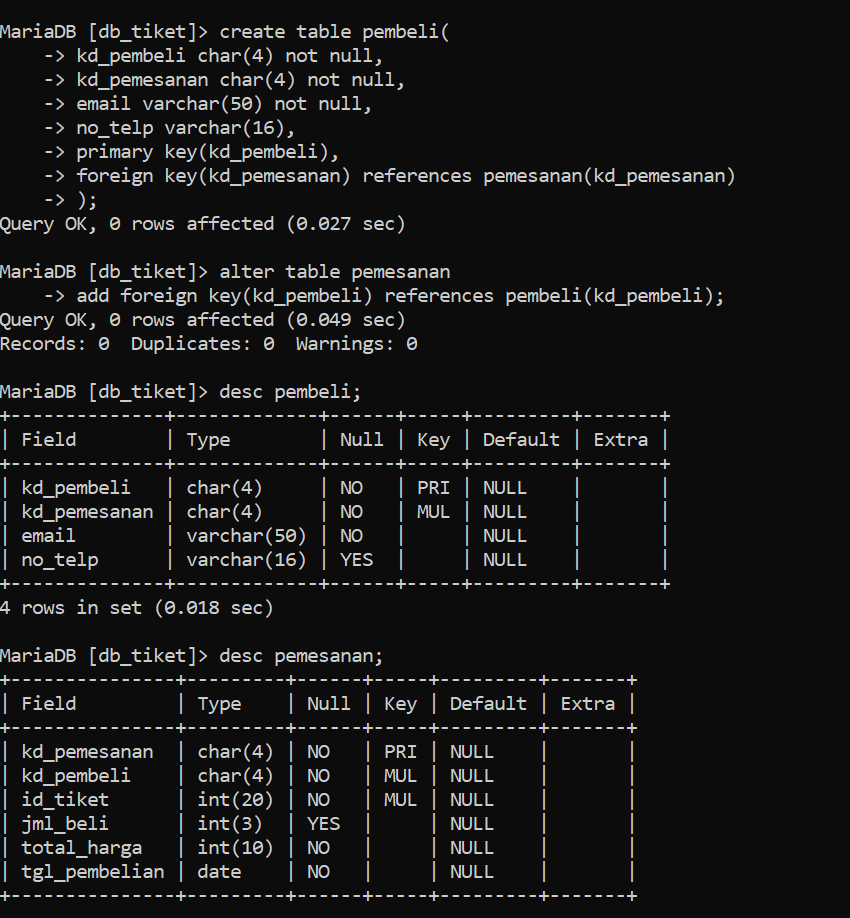 MariaDB [db_tiket]> create table pembeli(
    -> kd_pembeli char(4) not null,
    -> kd_pemesanan char(4) not null,
    -> email varchar(50) not null,
    -> no_telp varchar(16),
    -> primary key(kd_pembeli),
    -> foreign key(kd_pemesanan) references pemesanan(kd_pemesanan)
    -> );
Query OK, 0 rows affected (0.027 sec)

MariaDB [db_tiket]> alter table pemesanan
    -> add foreign key(kd_pembeli) references pembeli(kd_pembeli);
Query OK, 0 rows affected (0.049 sec)
Records: 0  Duplicates: 0  Warnings: 0

MariaDB [db_tiket]> desc pembeli;
+--------------+-------------+------+-----+---------+-------+
| Field        | Type        | Null | Key | Default | Extra |
+--------------+-------------+------+-----+---------+-------+
| kd_pembeli   | char(4)     | NO   | PRI | NULL    |       |
| kd_pemesanan | char(4)     | NO   | MUL | NULL    |       |
| email        | varchar(50) | NO   |     | NULL    |       |
| no_telp      | varchar(16) | YES  |     | NULL    |       |
+--------------+-------------+------+-----+---------+-------+
4 rows in set (0.018 sec)

MariaDB [db_tiket]> desc pemesanan;
+---------------+---------+------+-----+---------+-------+
| Field         | Type    | Null | Key | Default | Extra |
+---------------+---------+------+-----+---------+-------+
| kd_pemesanan  | char(4) | NO   | PRI | NULL    |       |
| kd_pembeli    | char(4) | NO   | MUL | NULL    |       |
| id_tiket      | int(20) | NO   | MUL | NULL    |       |
| jml_beli      | int(3)  | YES  |     | NULL    |       |
| total_harga   | int(10) | NO   |     | NULL    |       |
| tgl_pembelian | date    | NO   |     | NULL    |       |
+---------------+---------+------+-----+---------+-------+